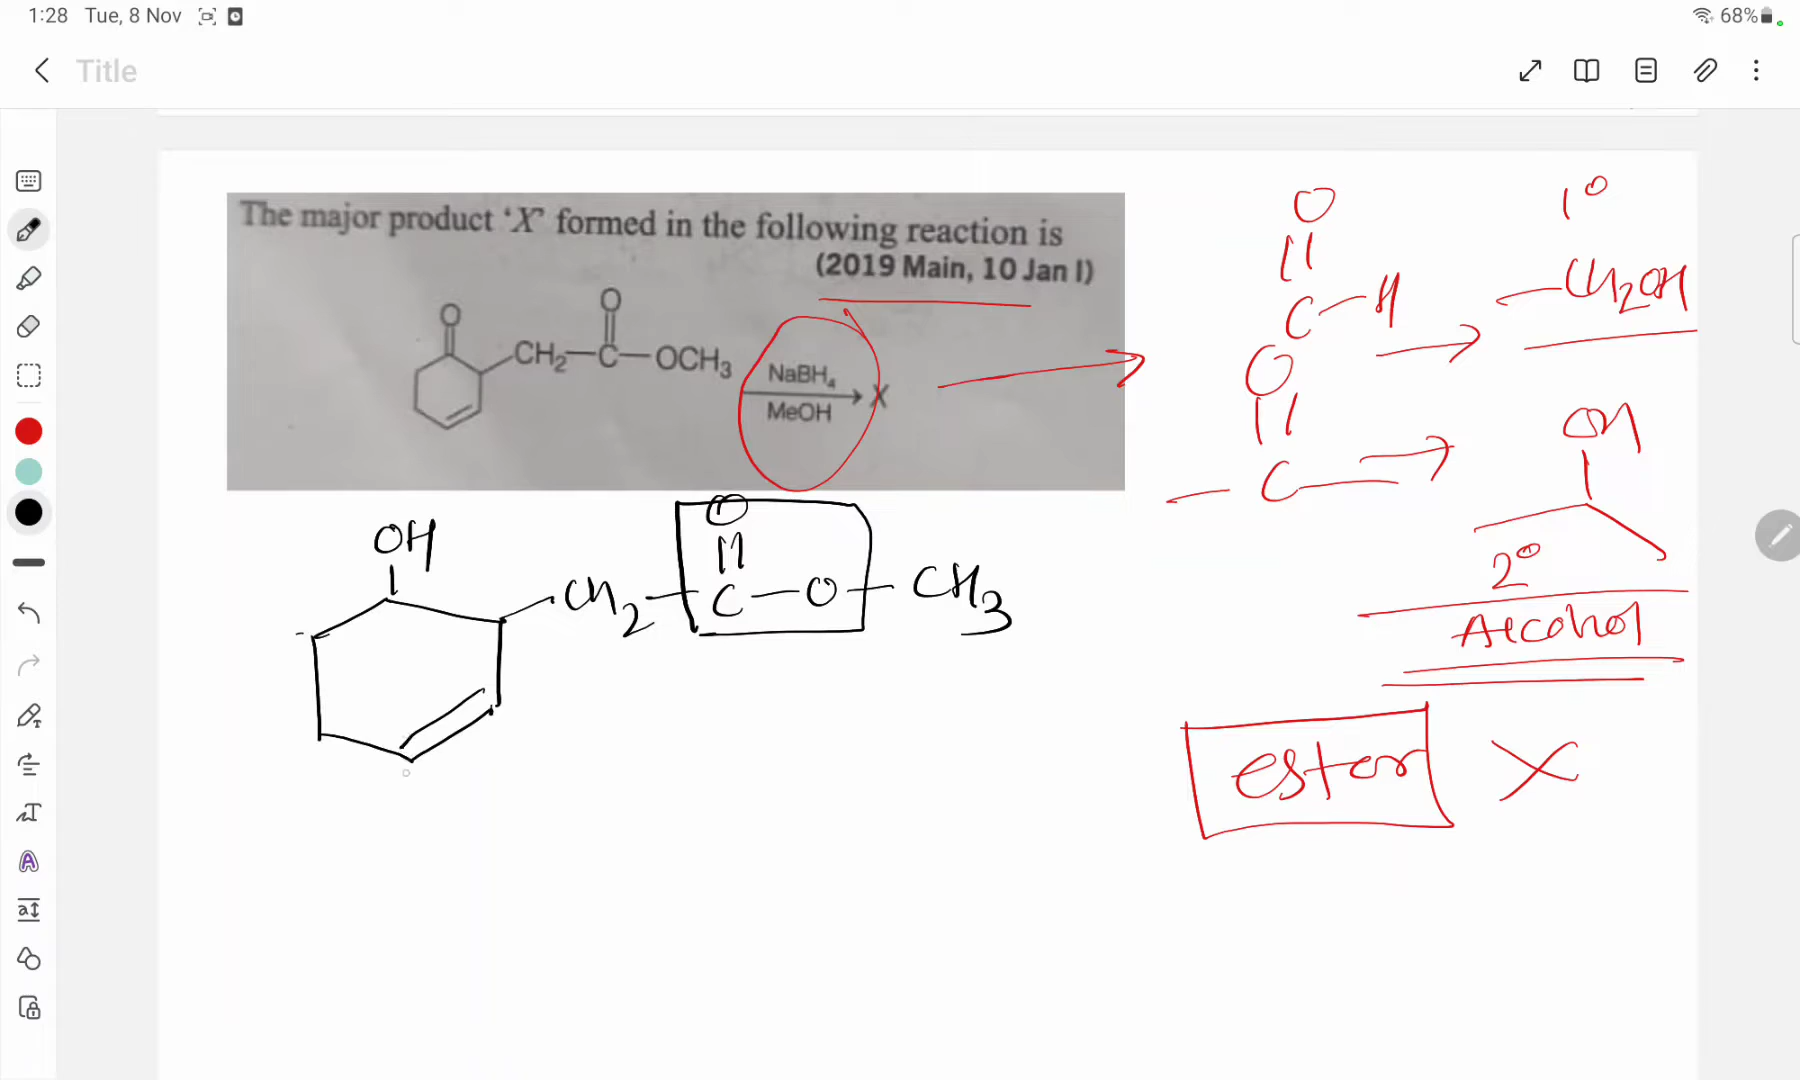 1:28 Tue, 8 Nov
68%
Title
The major product ‘X’ formed in the following reaction is
(2019 Main, 10 Jan I)
O
O
CH₂—C—OCH₃
NaBH₄
MeOH
X
O
C—H
1°
—CH₂OH
O
—C—
OH
2°
Alcohol
ester X
OH
O
CH₂—C—O—CH₃
T
T
A
a